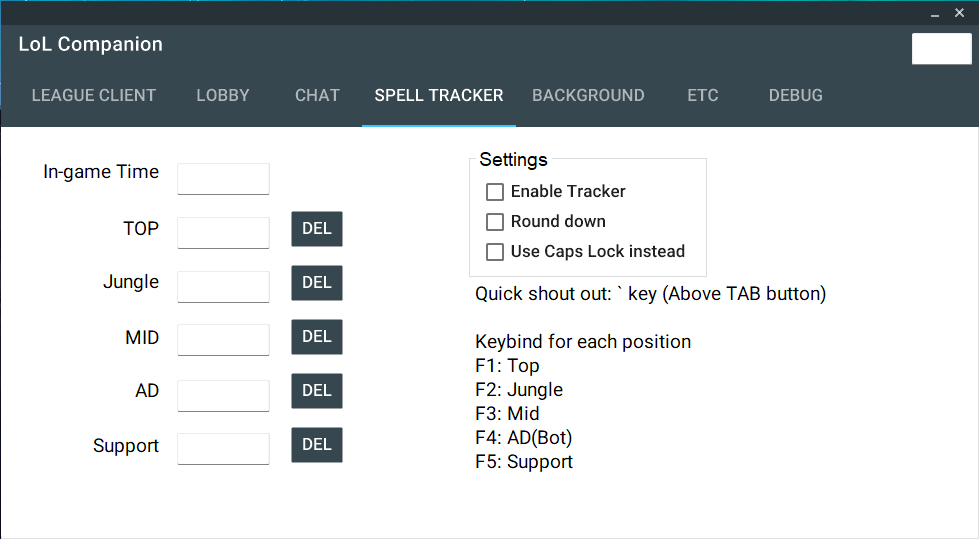 LoL Companion
LEAGUE CLIENT LOBBY CHAT SPELL TRACKER BACKGROUND ETC DEBUG
In-game Time
TOP DEL
Jungle DEL
MID DEL
AD DEL
Support DEL
Settings
Enable Tracker
Round down
Use Caps Lock instead
Quick shout out: ` key (Above TAB button)
Keybind for each position
F1: Top
F2: Jungle
F3: Mid
F4: AD(Bot)
F5: Support